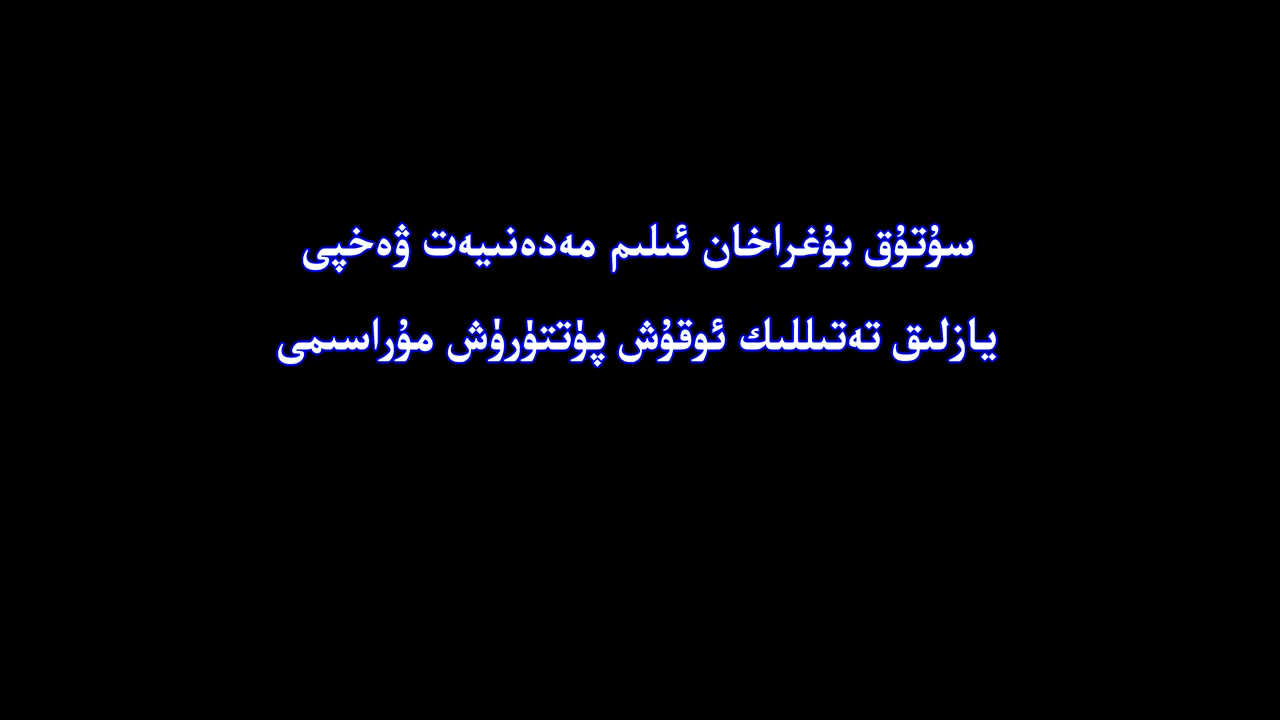 سۇتۇق بۇغراخان ئىلىم مەدەنىيەت ۋەخپى
يازلىق تەتىللىك ئوقۇش پۈتتۈرۈش مۇراسىمى